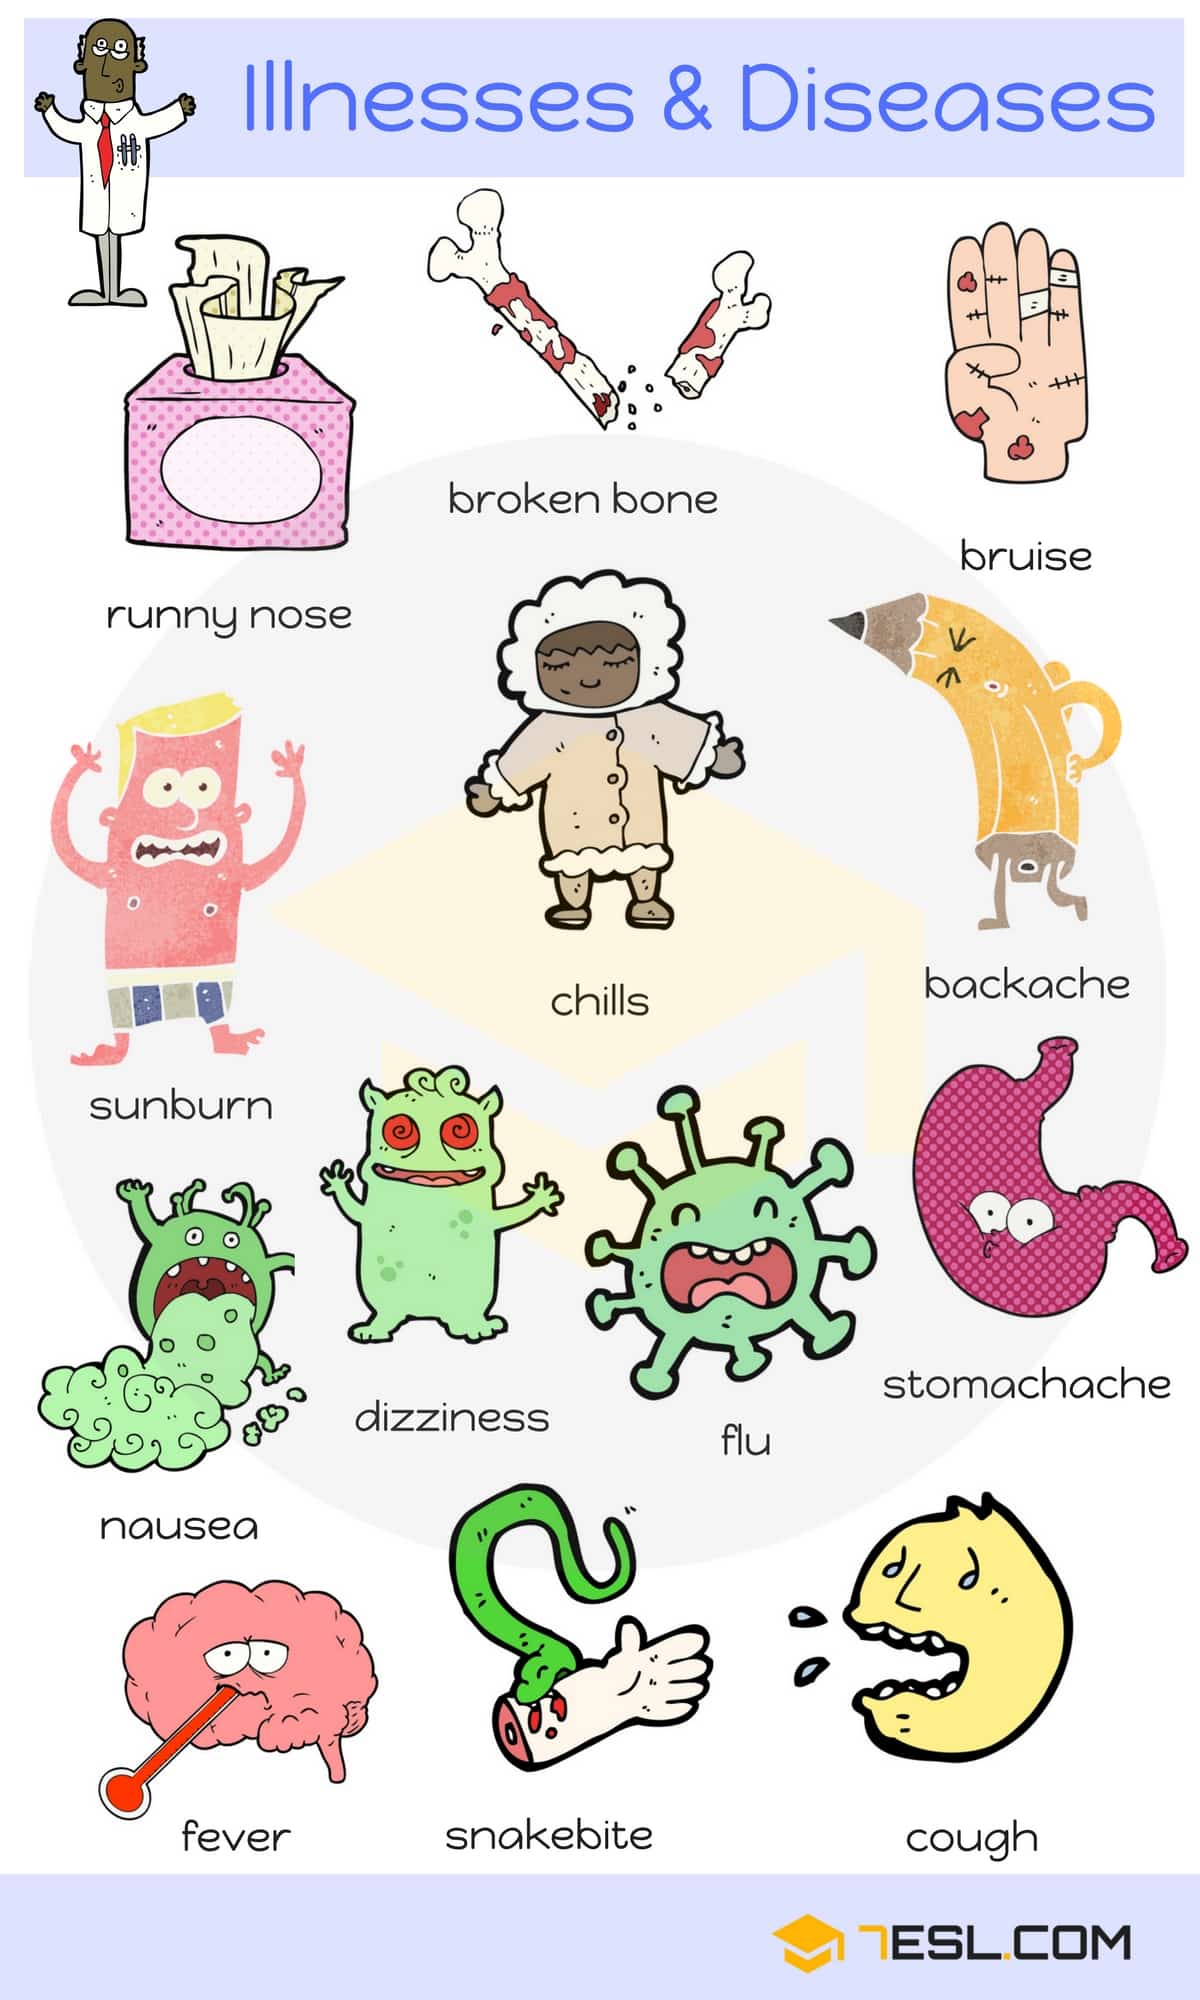 Illnesses & Diseases
broken bone
bruise
runny nose
backache
chills
sunburn
stomachache
dizziness
flu
nausea
fever
snakebite
cough
7ESL.COM